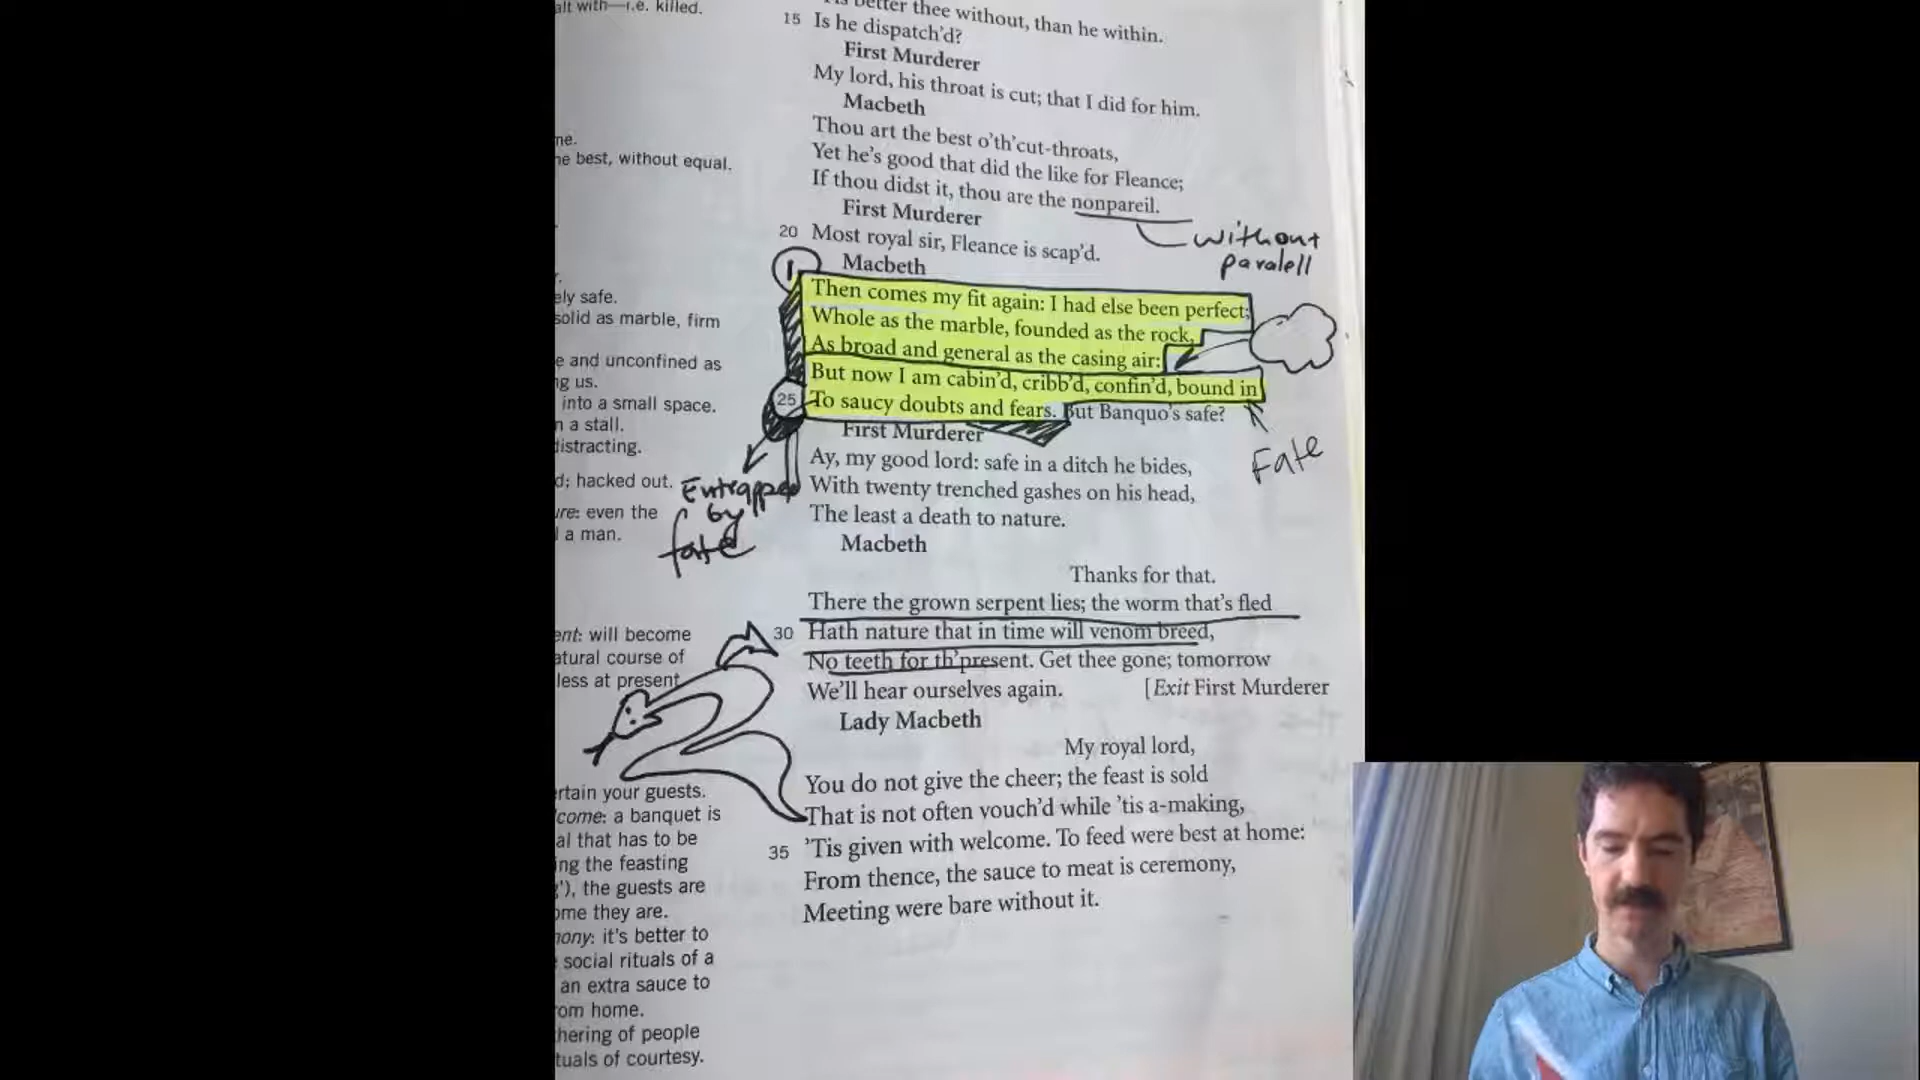 alt with—i.e. killed.
better thee without, than he within.
15 Is he dispatch'd?
First Murderer
My lord, his throat is cut; that I did for him.
Macbeth
Thou art the best o'th'cut-throats,
Yet he's good that did the like for Fleance;
If thou didst it, thou are the nonpareil.
First Murderer
20 Most royal sir, Fleance is scap'd.
without
paralell
1
Macbeth
Then comes my fit again: I had else been perfect;
Whole as the marble, founded as the rock,
As broad and general as the casing air:
But now I am cabin'd, cribb'd, confin'd, bound in
25 To saucy doubts and fears. But Banquo's safe?
Fate
First Murderer
Ay, my good lord: safe in a ditch he bides,
With twenty trenched gashes on his head,
The least a death to nature.
Entrapped
by
fate
Macbeth
Thanks for that.
There the grown serpent lies; the worm that's fled
30 Hath nature that in time will venom breed,
No teeth for th'present. Get thee gone; tomorrow
We'll hear ourselves again. [Exit First Murderer
Lady Macbeth
My royal lord,
You do not give the cheer; the feast is sold
That is not often vouch'd while 'tis a-making,
35 'Tis given with welcome. To feed were best at home:
From thence, the sauce to meat is ceremony,
Meeting were bare without it.
ne.
e best, without equal.
ely safe.
solid as marble, firm
e and unconfined as
g us.
into a small space.
n a stall.
distracting.
d; hacked out.
ure: even the
a man.
ent: will become
atural course of
less at present
rtain your guests.
come: a banquet is
al that has to be
ing the feasting
'), the guests are
ome they are.
ony: it's better to
social rituals of a
an extra sauce to
om home.
hering of people
tuals of courtesy.